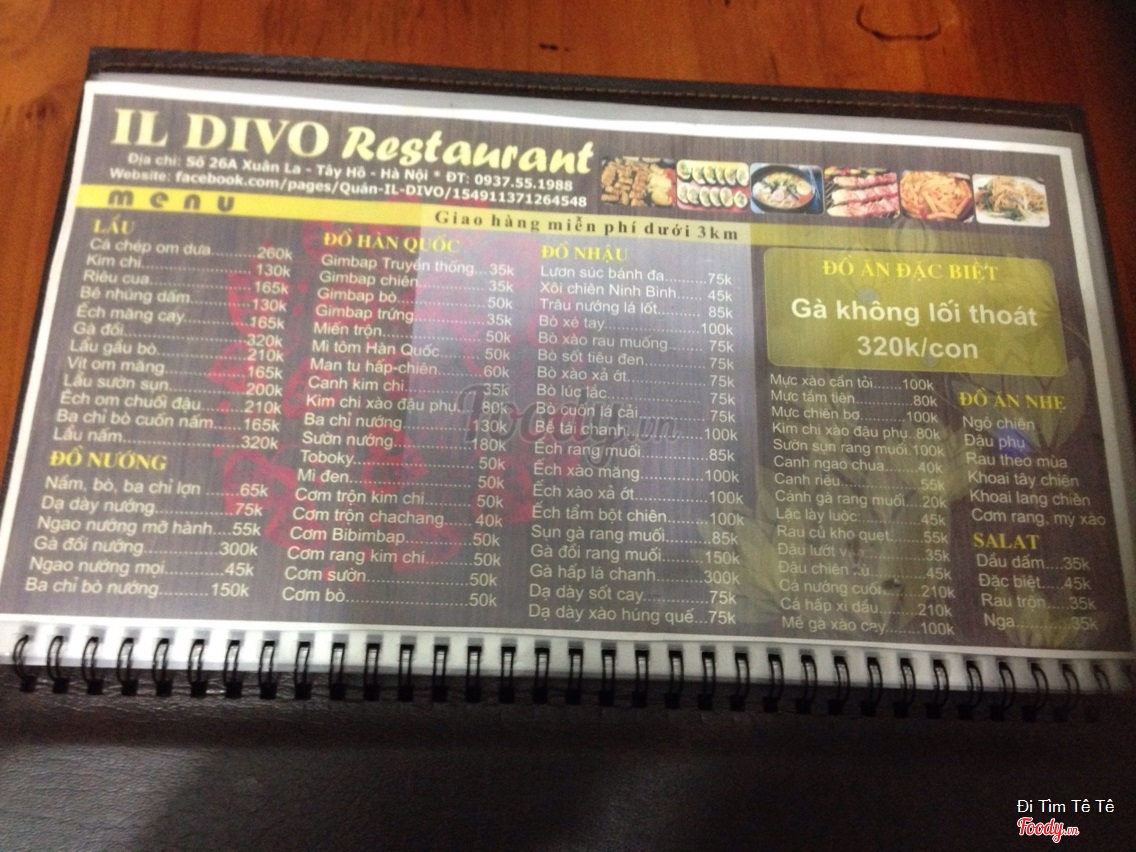 IL DIVO Restaurant
Địa chỉ: Số 26A Xuân La - Tây Hồ - Hà Nội * ĐT: 0937.55.1988
Website: facebook.com/pages/Quán-IL-DIVO/154911371264548
menu
Giao hàng miễn phí dưới 3km
LẨU
Cá chép om dưa.........260k
Kim chi.........130k
Riêu cua.........165k
Bê nhúng dấm.........130k
Ếch măng cay.........165k
Gà đồi.........320k
Lẩu gầu bò.........210k
Vịt om măng.........165k
Lẩu sườn sụn.........200k
Ếch om chuối đậu.........210k
Ba chỉ bò cuốn nấm.....165k
Lẩu nấm.........320k
ĐỒ NƯỚNG
Nầm, bò, ba chỉ lợn .....65k
Dạ dày nướng.........75k
Ngao nướng mỡ hành...55k
Gà đồi nướng.........300k
Ngao nướng mọi.........45k
Ba chỉ bò nướng.........150k
ĐỒ HÀN QUỐC
Gimbap Truyền thống...35k
Gimbap chiên.........35k
Gimbap bò.........50k
Gimbap trứng.........35k
Miến trộn.........50k
Mì tôm Hàn Quốc.........50k
Man tu hấp-chiên.........60k
Canh kim chi.........35k
Kim chi xào đậu phụ....80k
Ba chỉ nướng.........130k
Sườn nướng.........180k
Toboky.........50k
Mì đen.........50k
Cơm trộn kim chi.........50k
Cơm trộn chachang.......40k
Cơm Bibimbap.........50k
Cơm rang kim chi.........50k
Cơm sườn.........50k
Cơm bò.........50k
ĐỒ NHẬU
Lươn súc bánh đa.........75k
Xôi chiên Ninh Bình......45k
Trâu nướng lá lốt.........85k
Bò xé tay.........100k
Bò xào rau muống.........75k
Bò sốt tiêu đen.........75k
Bò xào xả ớt.........75k
Bò lúc lắc.........75k
Bò cuốn lá cải.........75k
Bê tái chanh.........100k
Ếch rang muối.........85k
Ếch xào măng.........100k
Ếch xào xả ớt.........100k
Ếch tẩm bột chiên.........100k
Sụn gà rang muối.........85k
Gà đồi rang muối.........150k
Gà hấp lá chanh.........300k
Dạ dày sốt cay.........75k
Dạ dày xào húng quế...75k
ĐỒ ĂN ĐẶC BIỆT
Gà không lối thoát
320k/con
Mực xào cần tỏi......100k
Mực tẩm tiên.........80k
Mực chiên bơ.........100k
Kim chi xào đậu phụ..80k
Sườn sụn rang muối.100k
Canh ngao chua......40k
Canh riêu.........55k
Cánh gà rang muối....20k
Lạc lày luộc.........45k
Rau củ kho quẹt......55k
Đậu lướt v.........35k
Đậu chiên .........45k
Cá nướng cuối.......210k
Cá hấp xì dầu.......210k
Mề gà xào cay........100k
ĐỒ ĂN NHẸ
Ngô chiên
Đậu phụ
Rau theo mùa
Khoai tây chiên
Khoai lang chiên
Cơm rang, mỳ xào
SALAT
Dầu dấm....35k
Đặc biệt.....45k
Rau trộn....35k
Nga.........35k
Foody.vn
Đi Tìm Tê Tê
Foody.vn